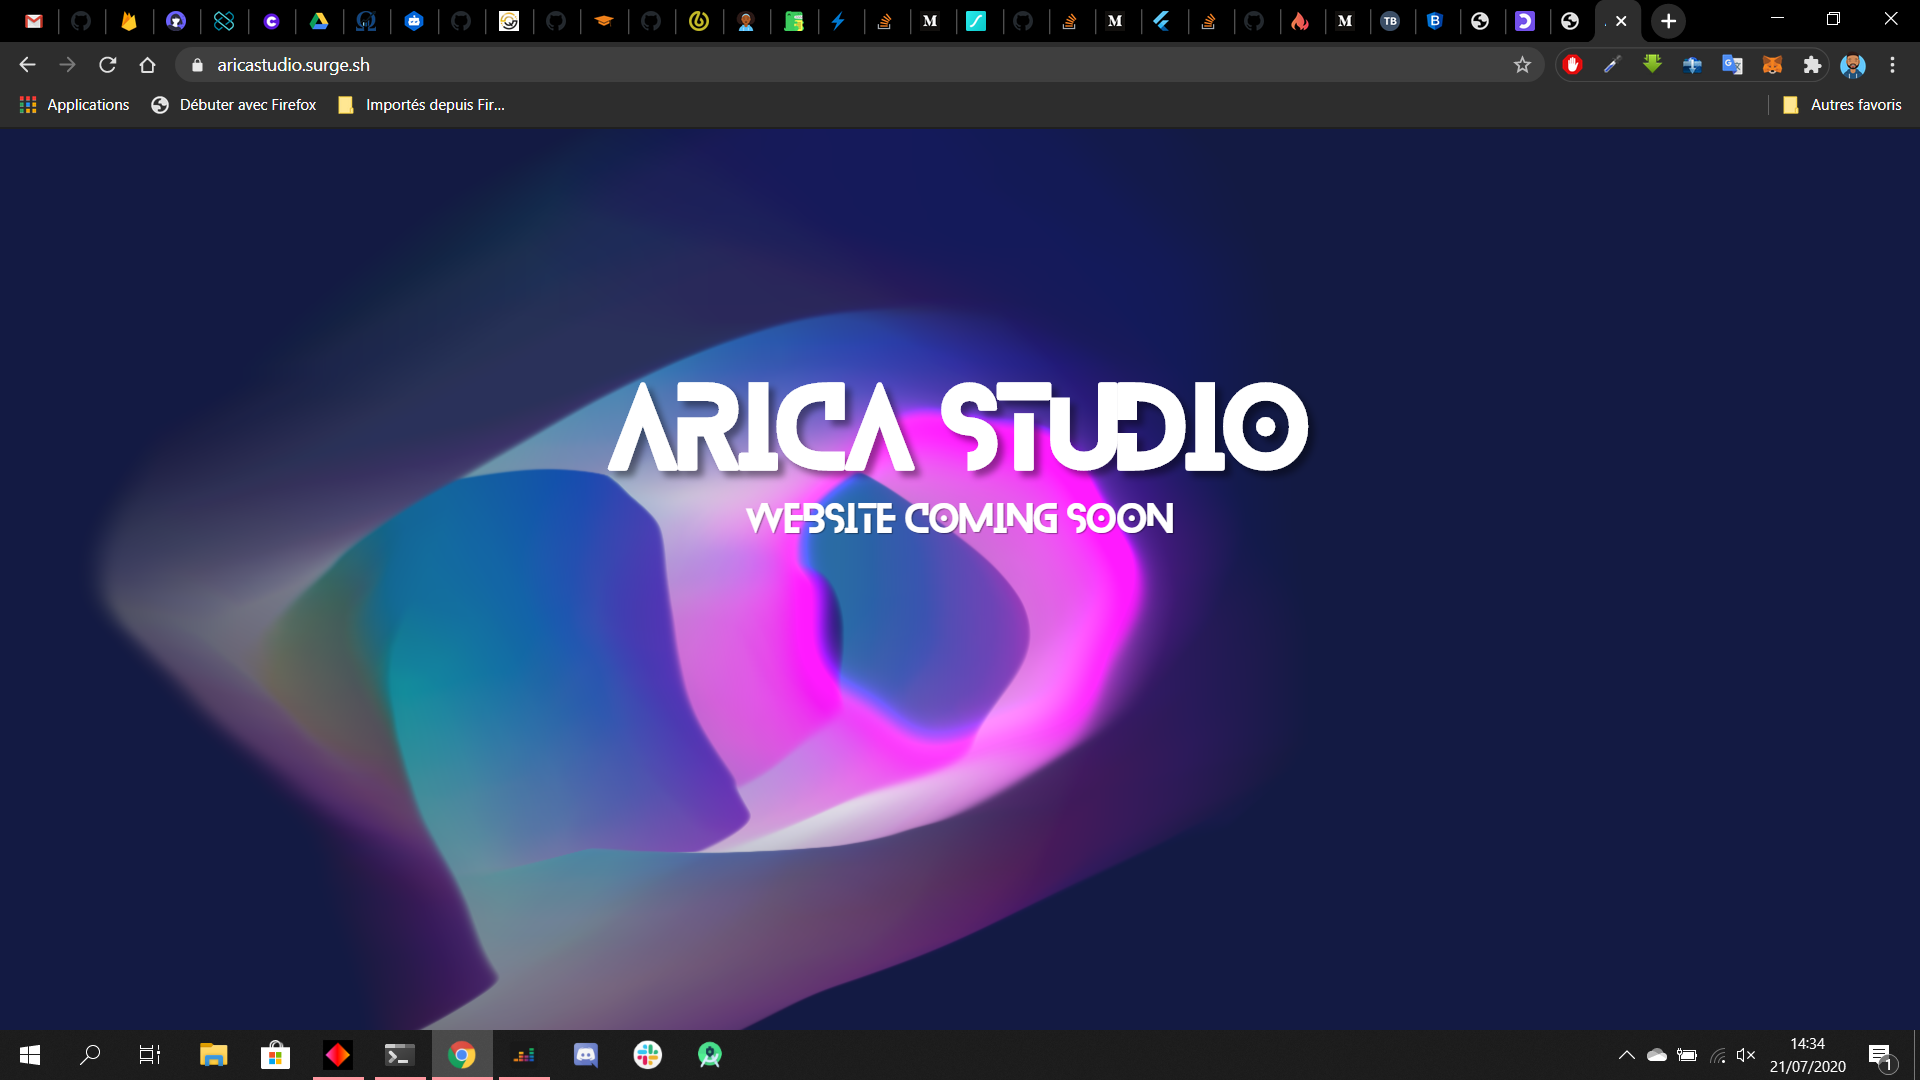 aricastudio.surge.sh
Applications
Débuter avec Firefox
Importés depuis Fir...
Autres favoris
ARICA STUDIO
WEBSITE COMING SOON
14:34
21/07/2020
1